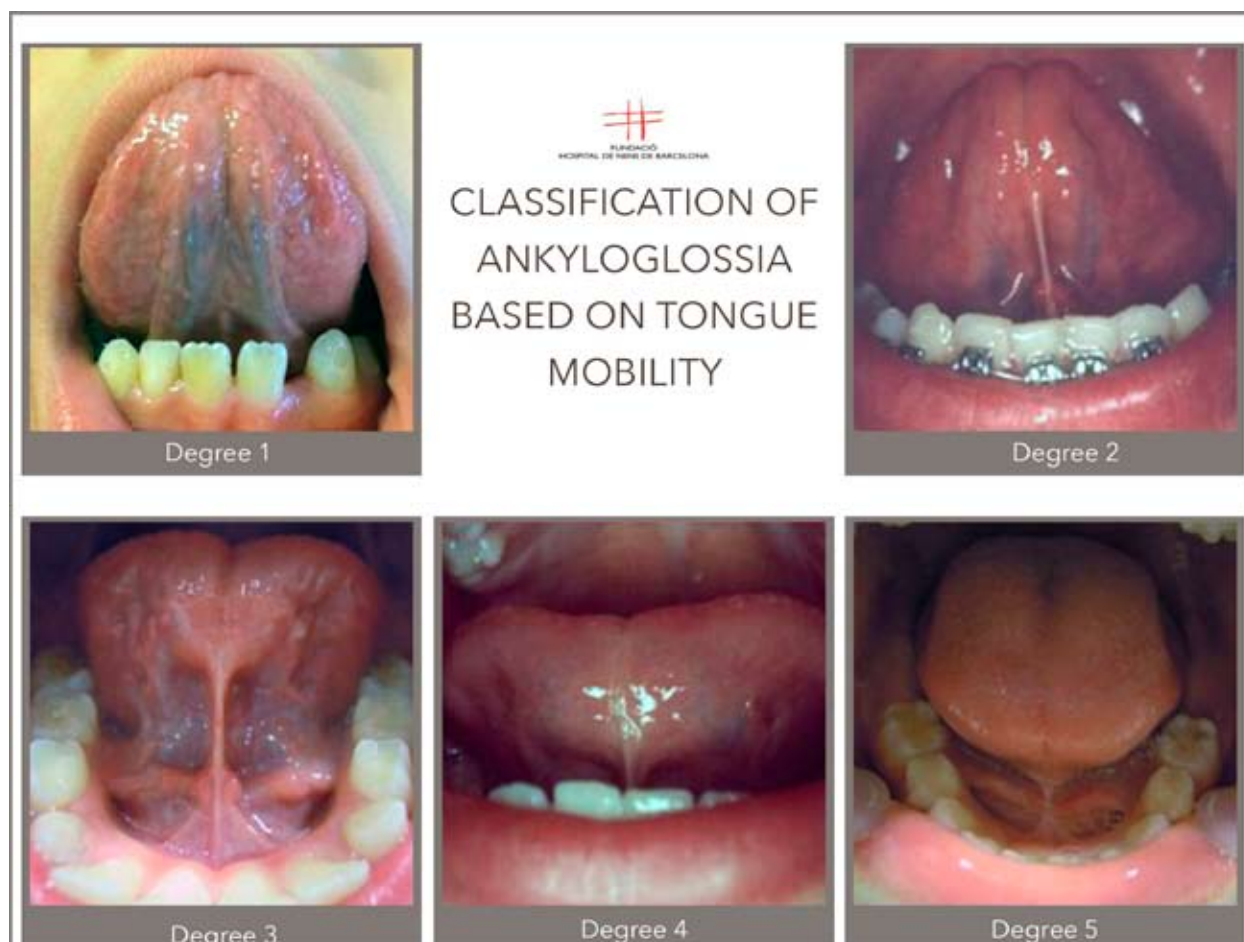 FUNDACIÓ
HOSPITAL DE NENS DE BARCELONA
CLASSIFICATION OF
ANKYLOGLOSSIA
BASED ON TONGUE
MOBILITY
Degree 1
Degree 2
Degree 3
Degree 4
Degree 5